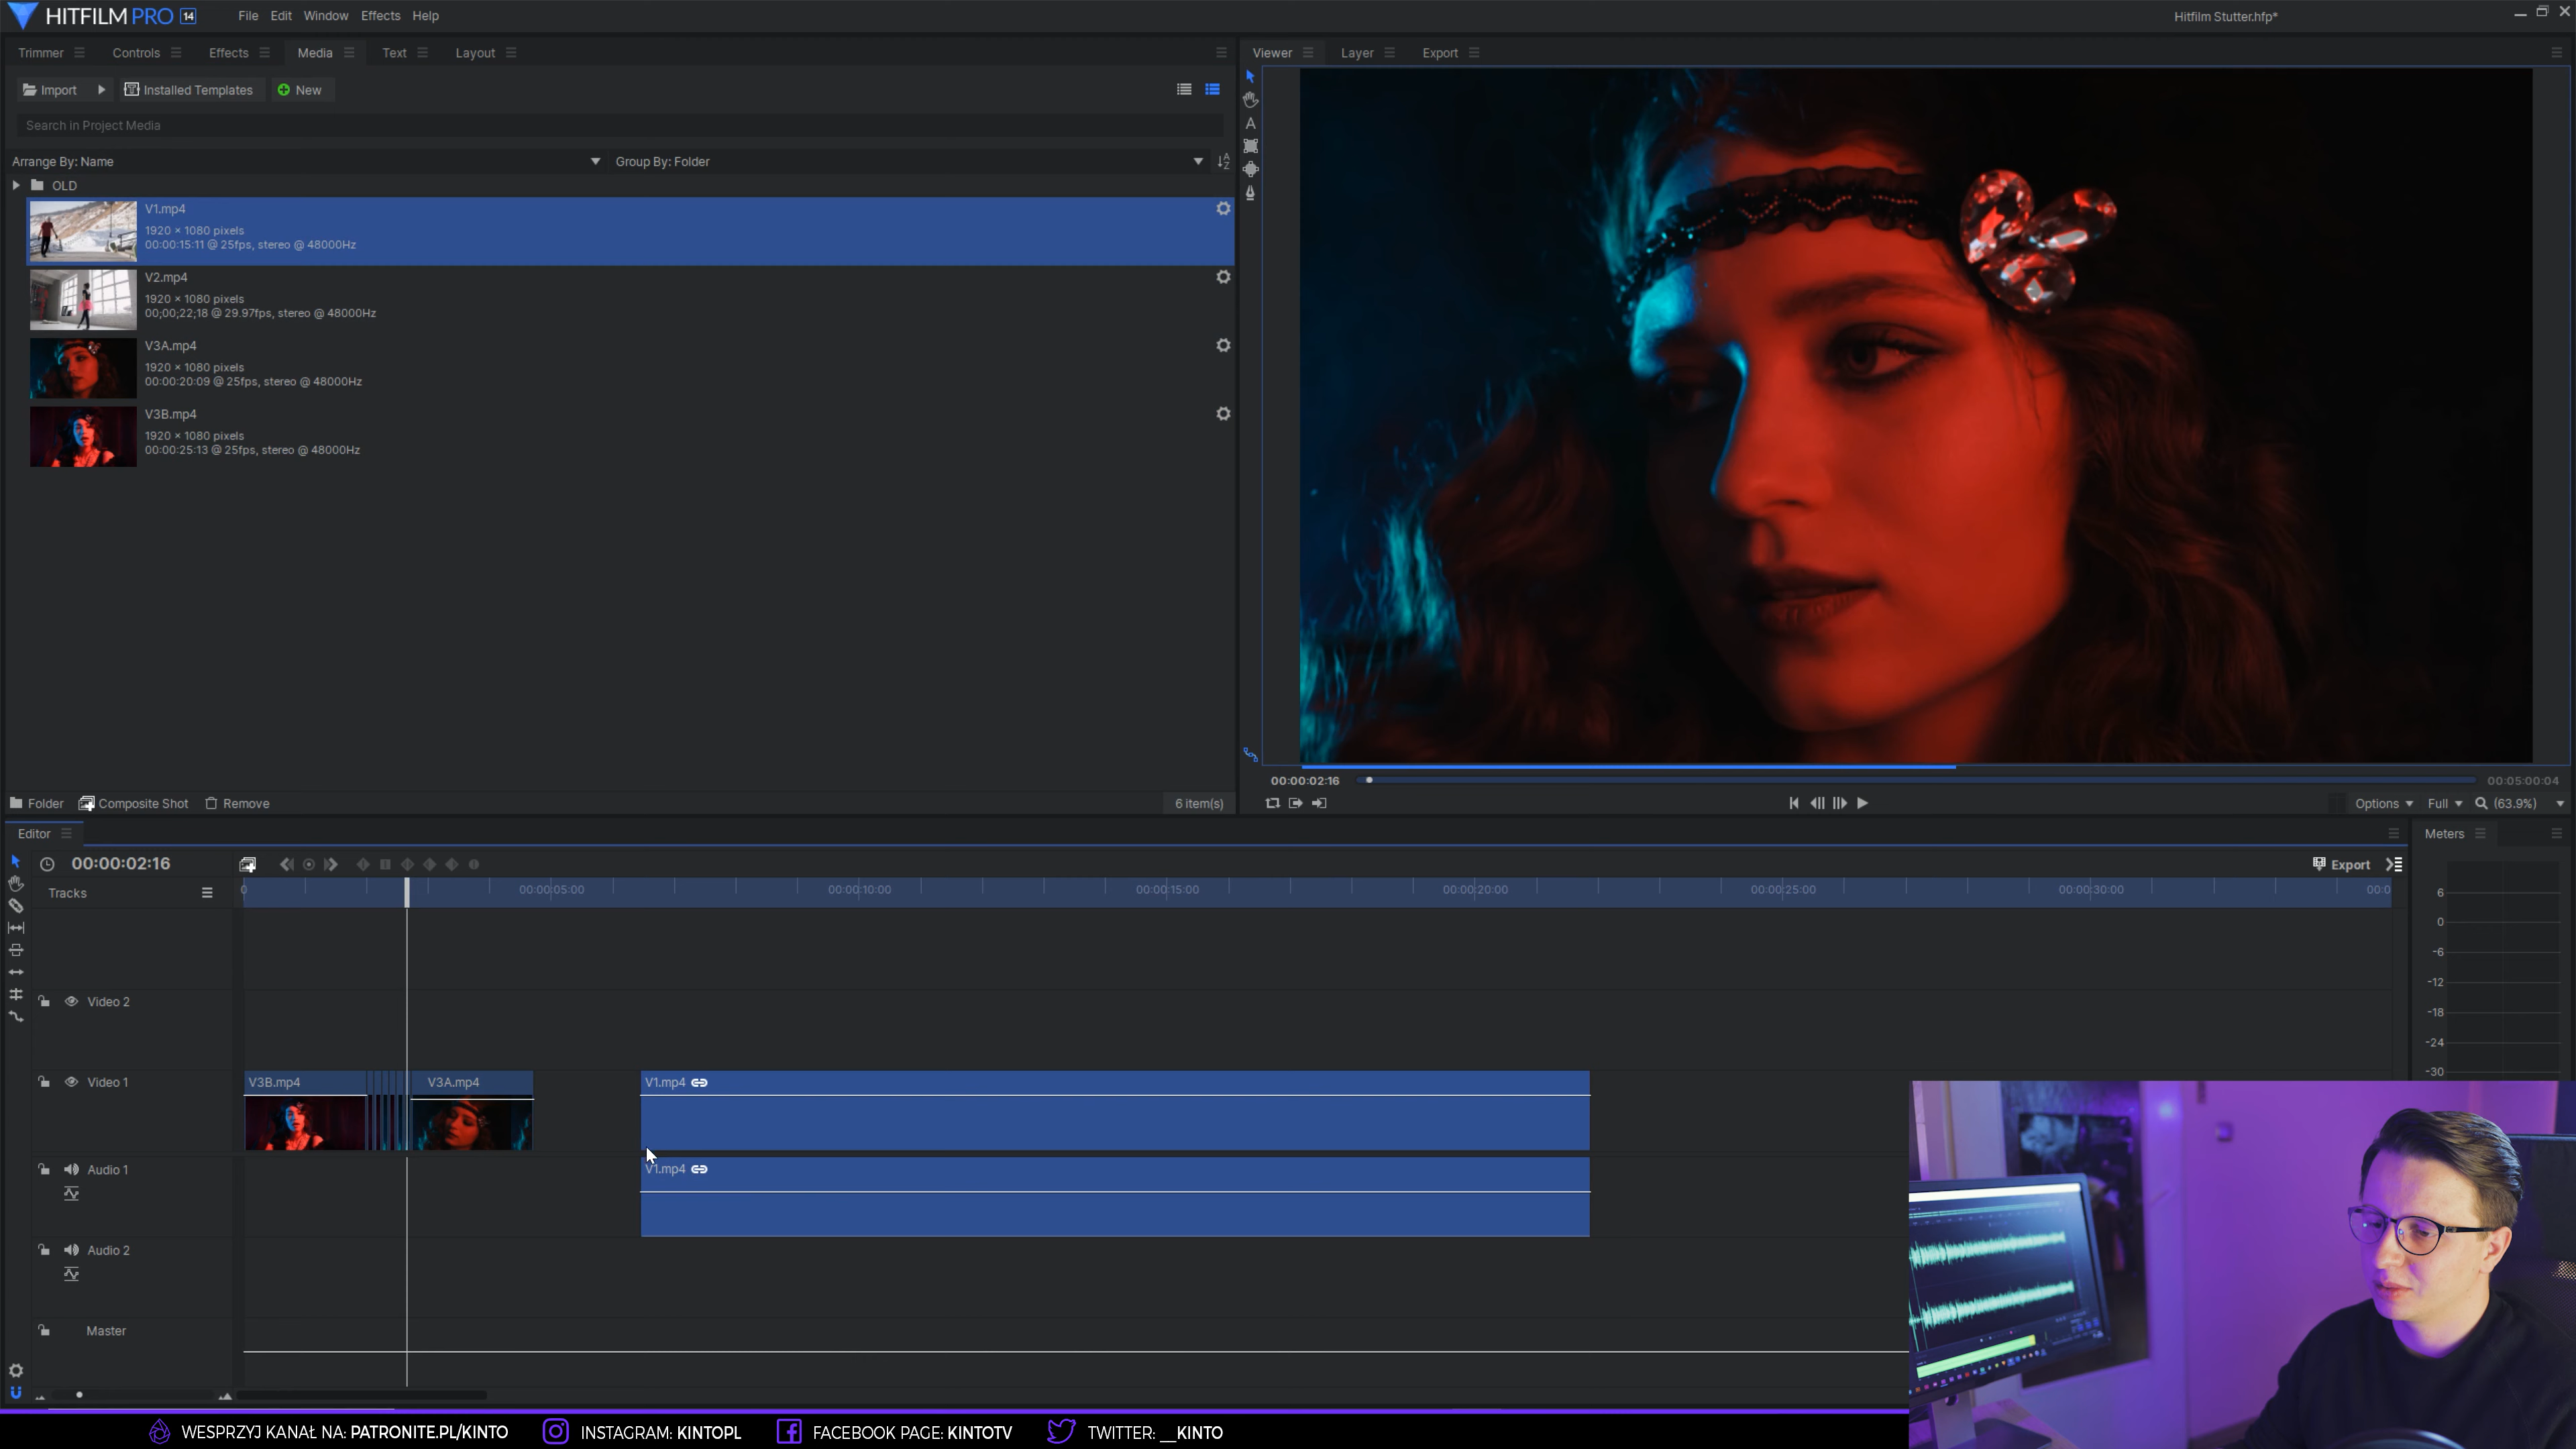 HITFILM PRO 14 File Edit Window Effects Help Hitfilm Stutter.hfp*
Trimmer Controls Effects Media Text Layout
Viewer Layer Export
Import Installed Templates New
Search in Project Media
Arrange By: Name Group By: Folder
OLD
V1.mp4
1920 × 1080 pixels
00:00:15:11 @ 25fps, stereo @ 48000Hz
V2.mp4
1920 × 1080 pixels
00;00;22;18 @ 29.97fps, stereo @ 48000Hz
V3A.mp4
1920 × 1080 pixels
00:00:20:09 @ 25fps, stereo @ 48000Hz
V3B.mp4
1920 × 1080 pixels
00:00:25:13 @ 25fps, stereo @ 48000Hz
00:00:02:16 00:05:00:04
Folder Composite Shot Remove 6 item(s)
Options Full (63.9%)
Editor Meters
00:00:02:16 Export
Tracks 0 00:00:05:00 00:00:10:00 00:00:15:00 00:00:20:00 00:00:25:00 00:00:30:00 00:0
6
0
-6
-12
-18
-24
-30
Video 2
Video 1 V3B.mp4 V3A.mp4 V1.mp4
Audio 1 V1.mp4
Audio 2
Master
WESPRZYJ KANAŁ NA: PATRONITE.PL/KINTO INSTAGRAM: KINTOPL FACEBOOK PAGE: KINTOTV TWITTER: __KINTO